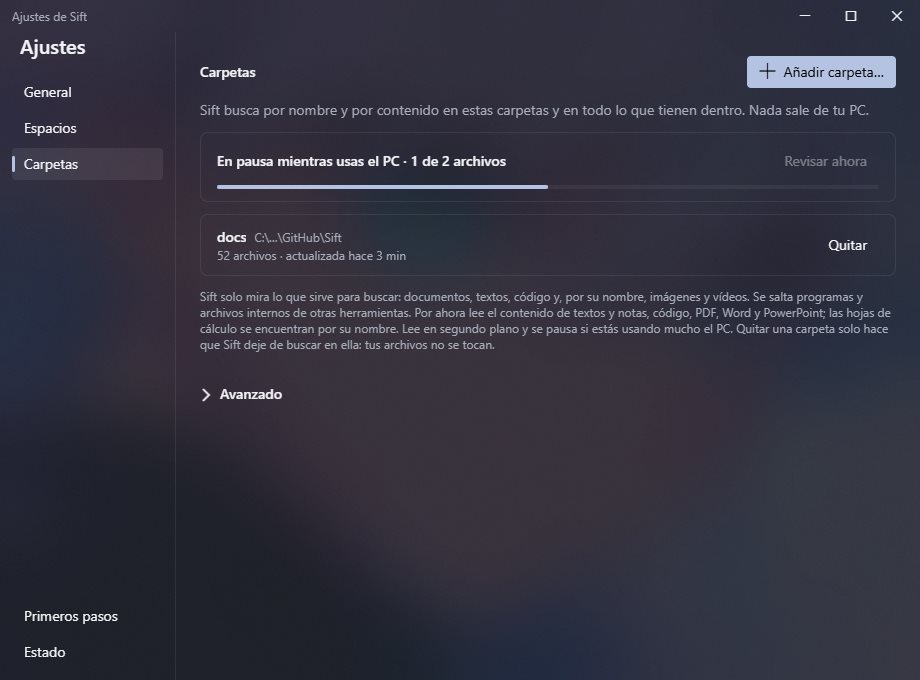 Ajustes de Sift
Ajustes
General
Espacios
Carpetas
Primeros pasos
Estado
Carpetas
Añadir carpeta...
Sift busca por nombre y por contenido en estas carpetas y en todo lo que tienen dentro. Nada sale de tu PC.
En pausa mientras usas el PC · 1 de 2 archivos
Revisar ahora
docs C:\...\GitHub\Sift
52 archivos · actualizada hace 3 min
Quitar
Sift solo mira lo que sirve para buscar: documentos, textos, código y, por su nombre, imágenes y vídeos. Se salta programas y
archivos internos de otras herramientas. Por ahora lee el contenido de textos y notas, código, PDF, Word y PowerPoint; las hojas de
cálculo se encuentran por su nombre. Lee en segundo plano y se pausa si estás usando mucho el PC. Quitar una carpeta solo hace
que Sift deje de buscar en ella: tus archivos no se tocan.
Avanzado